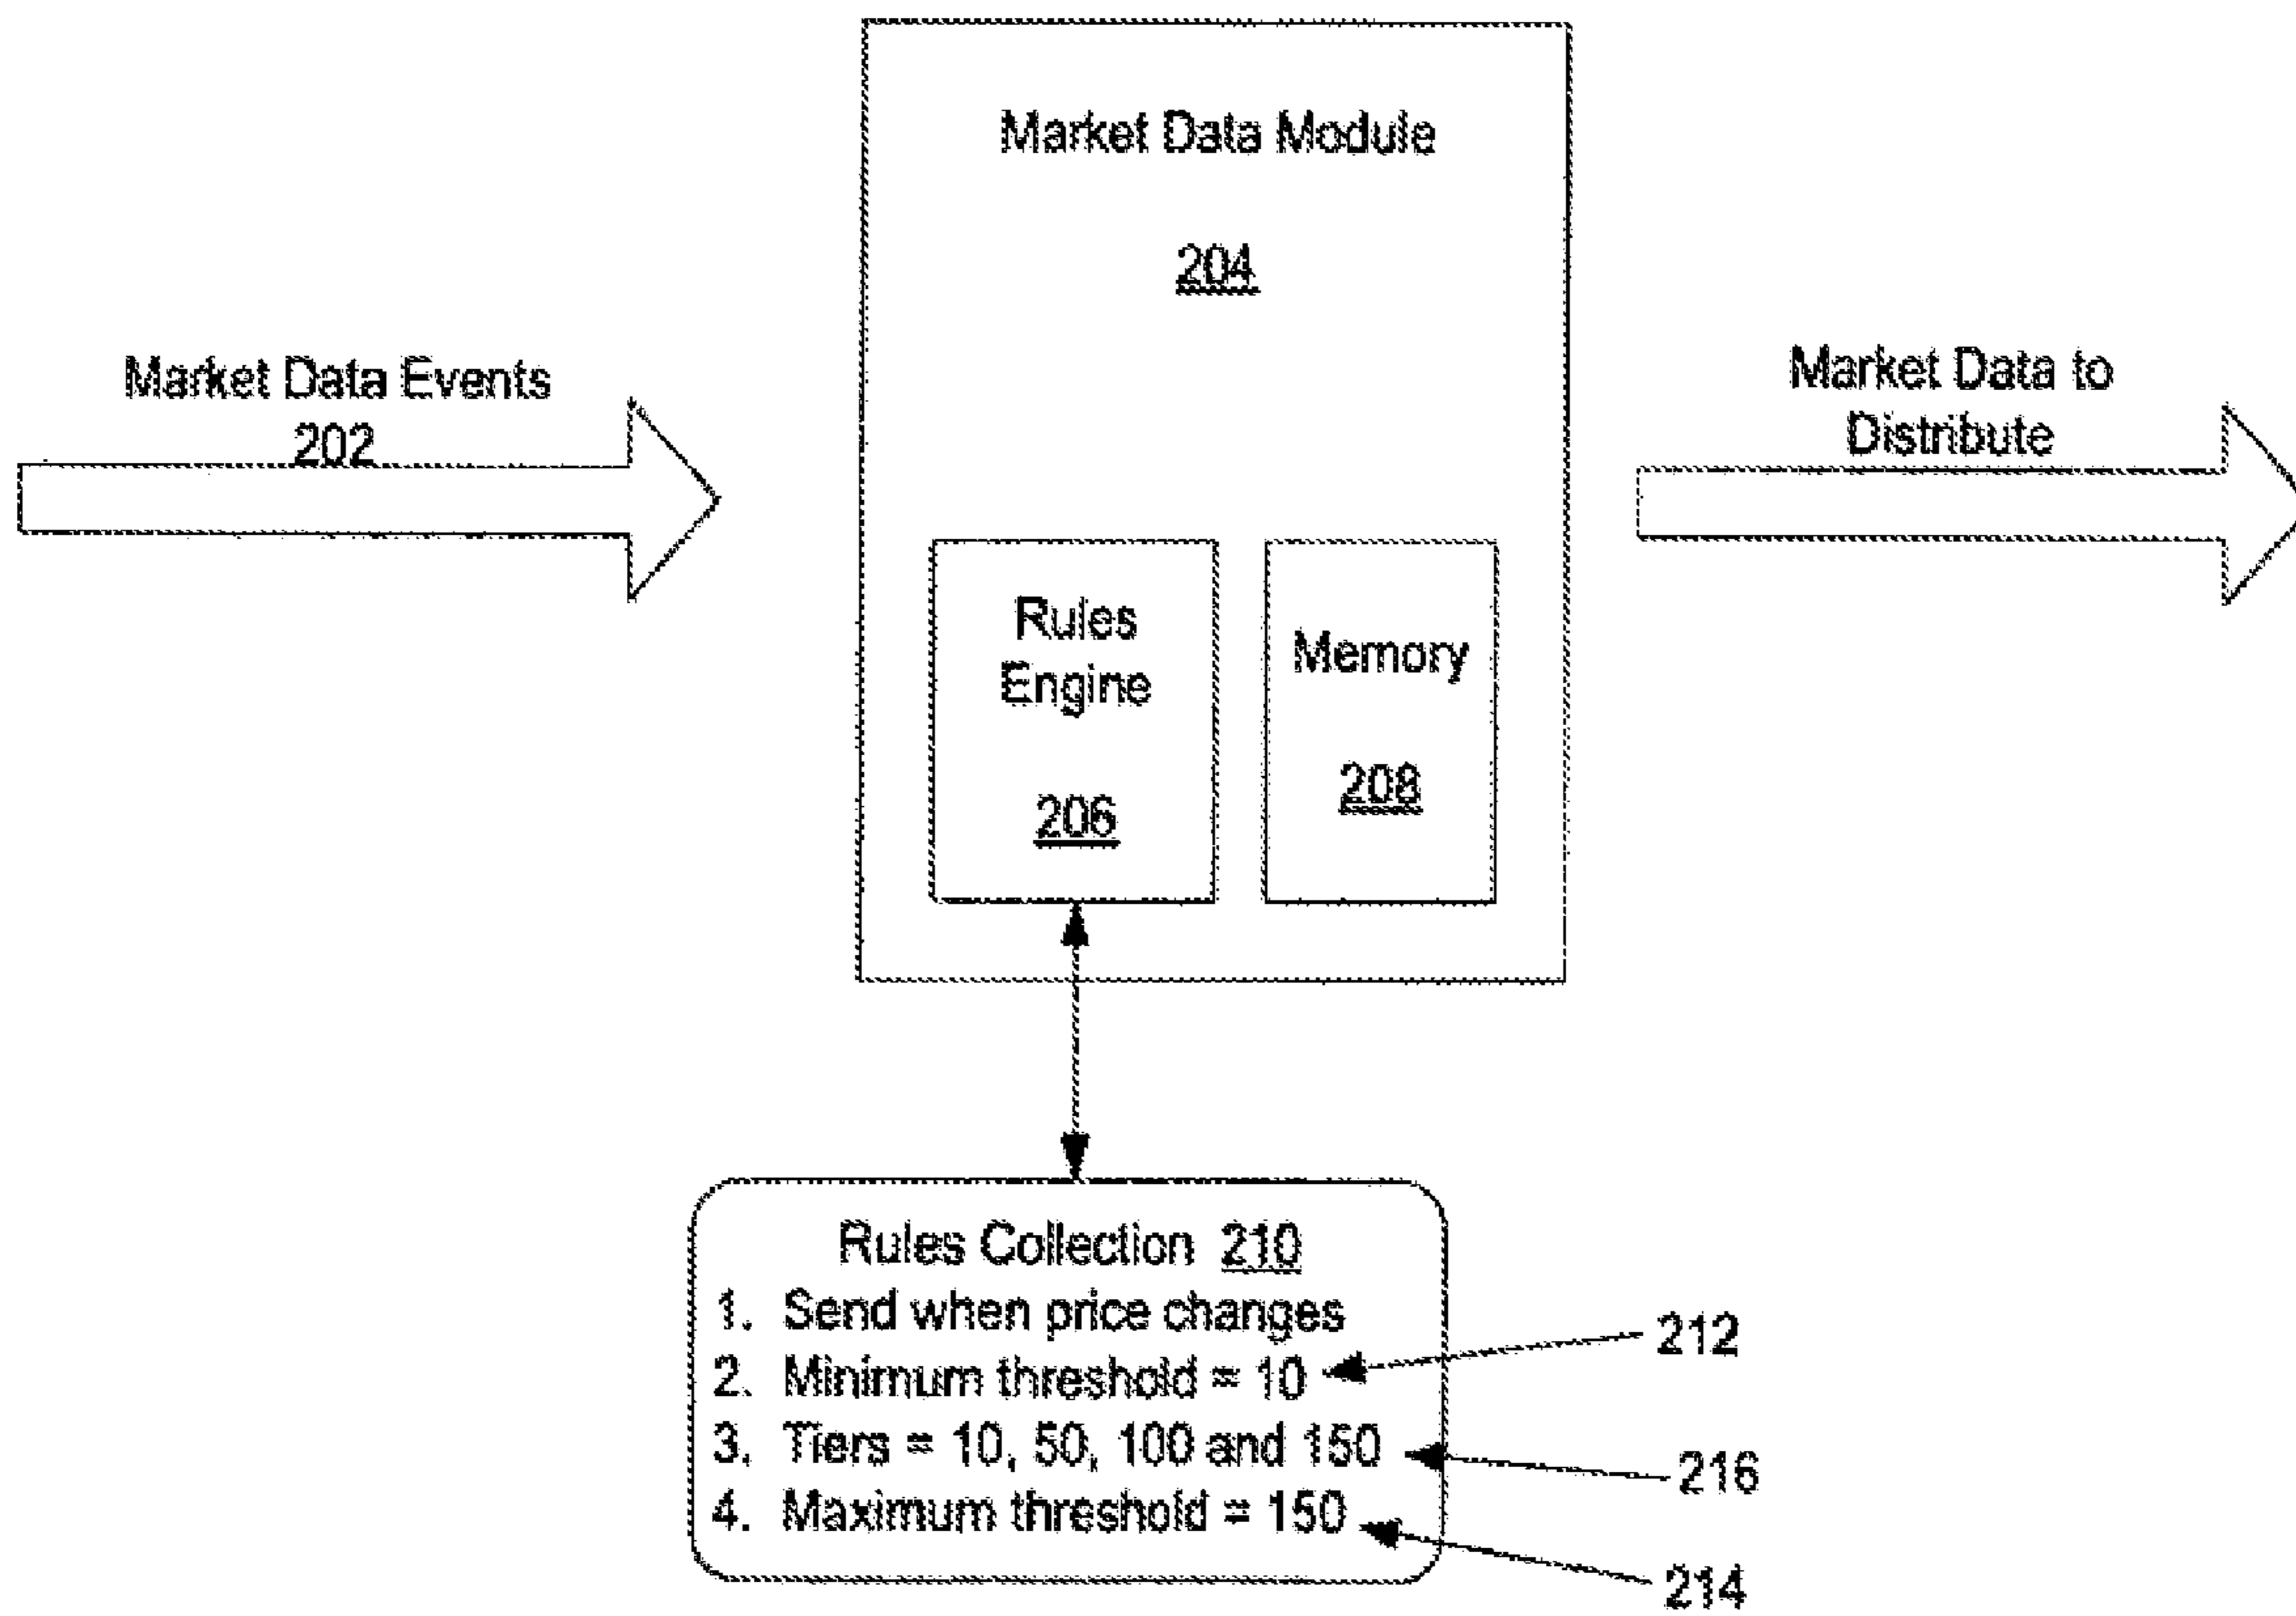 Market Data Module
204
Market Data Events
202
Market Data to
Distribute
Rules
Engine
206
Memory
208
Rules Collection 210
1. Send when price changes
2. Minimum threshold = 10
3. Tiers = 10, 50, 100 and 150
4. Maximum threshold = 150
212
216
214